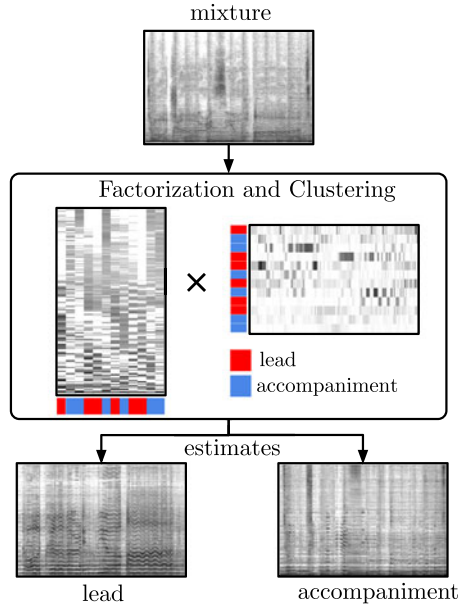 mixture
Factorization and Clustering
×
lead
accompaniment
estimates
lead
accompaniment